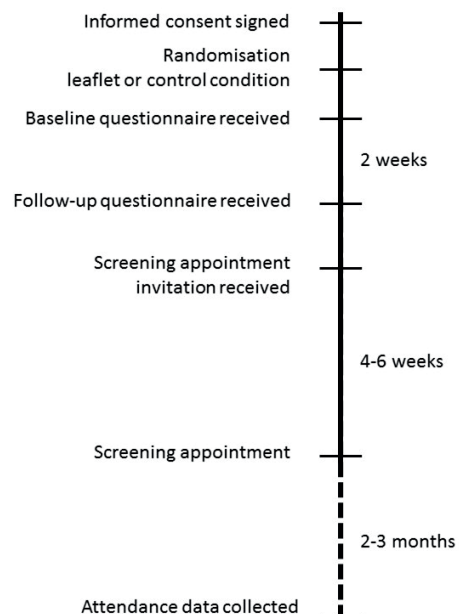 Informed consent signed
Randomisation
leaflet or control condition
Baseline questionnaire received
2 weeks
Follow-up questionnaire received
Screening appointment
invitation received
4-6 weeks
Screening appointment
2-3 months
Attendance data collected